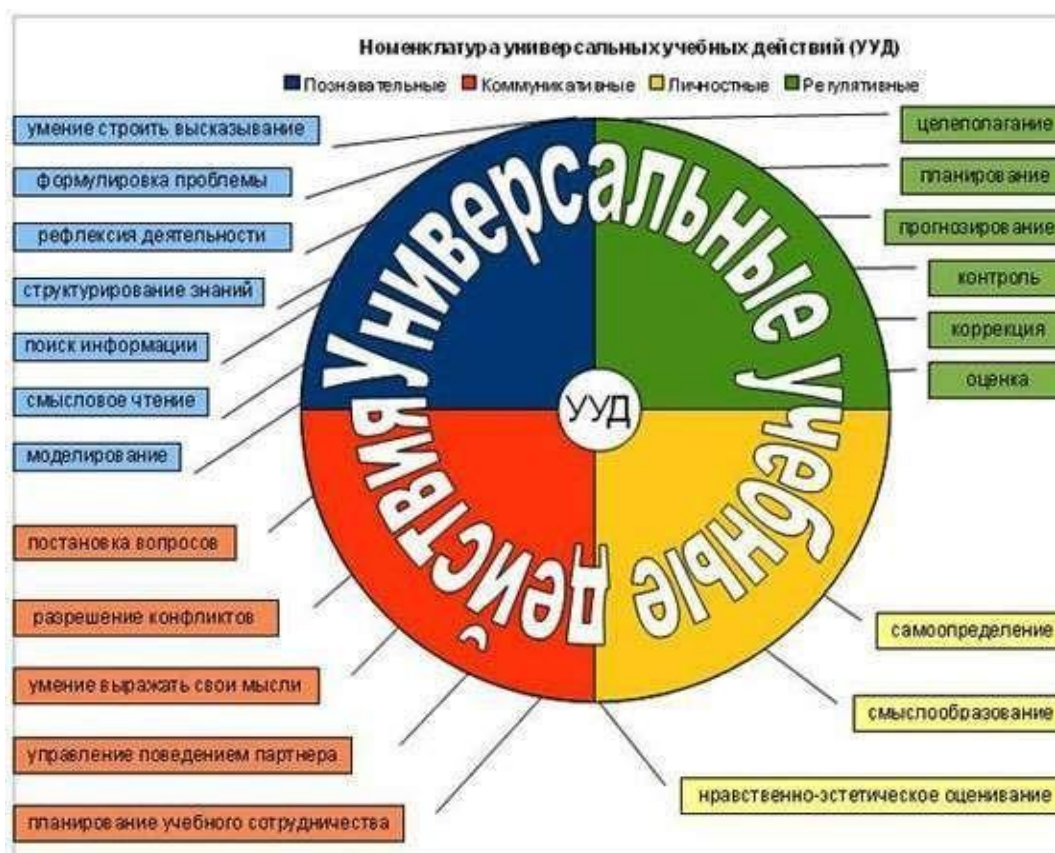 Номенклатура универсальных учебных действий (УУД)
Познавательные Коммуникативные Личностные Регулятивные
умение строить высказывание
формулировка проблемы
рефлексия деятельности
структурирование знаний
поиск информации
смысловое чтение
моделирование
постановка вопросов
разрешение конфликтов
умение выражать свои мысли
управление поведением партнера
планирование учебного сотрудничества
Универсальные учебные действия
УУД
целеполагание
планирование
прогнозирование
контроль
коррекция
оценка
самоопределение
смыслообразование
нравственно-эстетическое оценивание